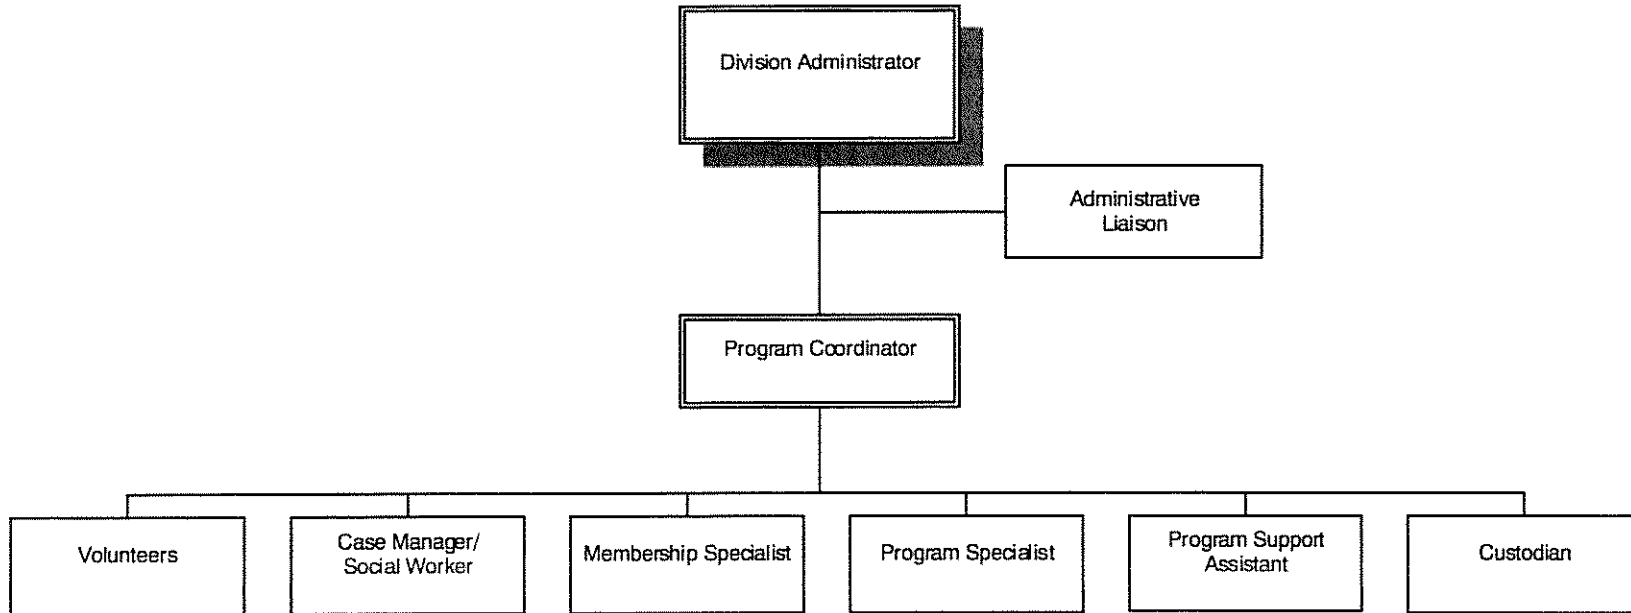 Division Administrator
Administrative
Liaison
Program Coordinator
Volunteers
Case Manager/
Social Worker
Membership Specialist
Program Specialist
Program Support
Assistant
Custodian